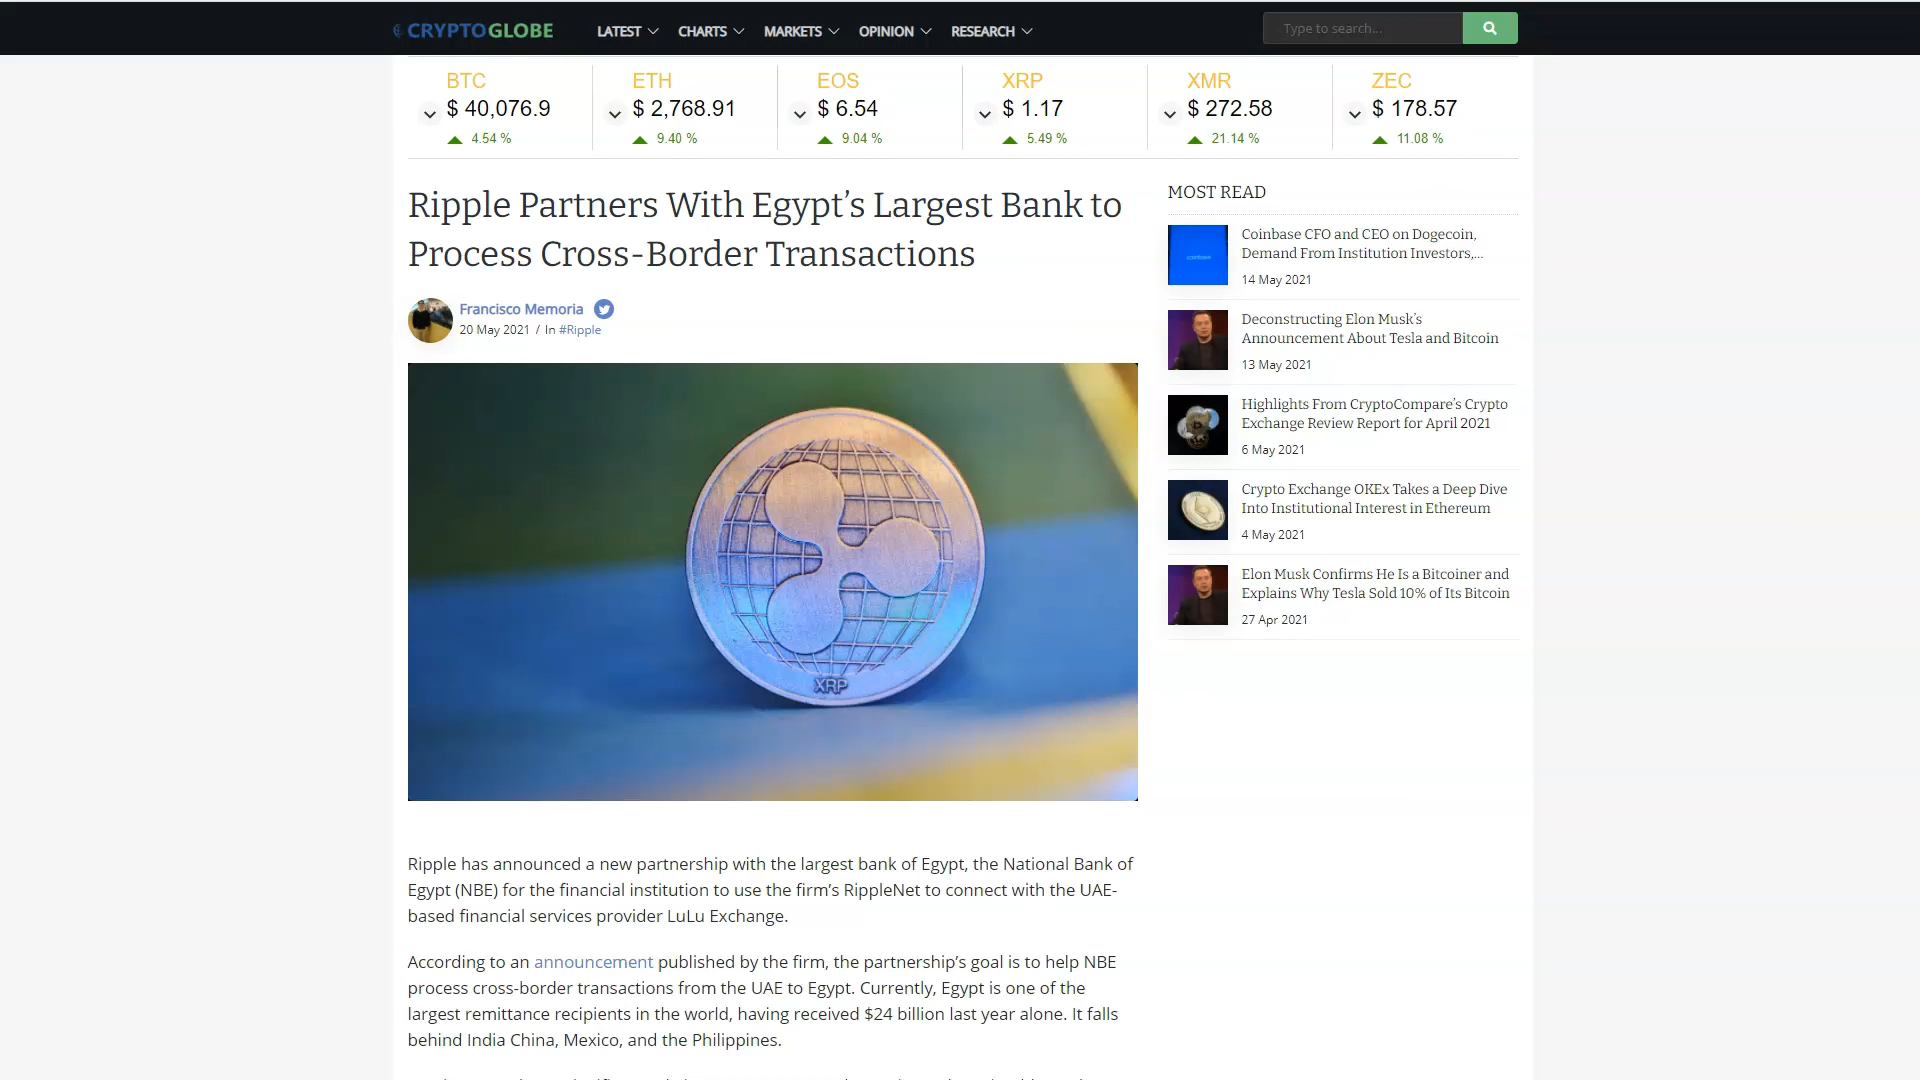 CRYPTOGLOBE
LATEST CHARTS MARKETS OPINION RESEARCH
Type to search...
BTC
$ 40,076.9
4.54 %
ETH
$ 2,768.91
9.40 %
EOS
$ 6.54
9.04 %
XRP
$ 1.17
5.49 %
XMR
$ 272.58
21.14 %
ZEC
$ 178.57
11.08 %
Ripple Partners With Egypt’s Largest Bank to
Process Cross-Border Transactions
Francisco Memoria
20 May 2021 / In #Ripple
XRP
Ripple has announced a new partnership with the largest bank of Egypt, the National Bank of
Egypt (NBE) for the financial institution to use the firm’s RippleNet to connect with the UAE-
based financial services provider LuLu Exchange.
According to an announcement published by the firm, the partnership’s goal is to help NBE
process cross-border transactions from the UAE to Egypt. Currently, Egypt is one of the
largest remittance recipients in the world, having received $24 billion last year alone. It falls
behind India China, Mexico, and the Philippines.
MOST READ
coinbase
Coinbase CFO and CEO on Dogecoin,
Demand From Institution Investors,...
14 May 2021
Deconstructing Elon Musk’s
Announcement About Tesla and Bitcoin
13 May 2021
Highlights From CryptoCompare’s Crypto
Exchange Review Report for April 2021
6 May 2021
Crypto Exchange OKEx Takes a Deep Dive
Into Institutional Interest in Ethereum
4 May 2021
Elon Musk Confirms He Is a Bitcoiner and
Explains Why Tesla Sold 10% of Its Bitcoin
27 Apr 2021